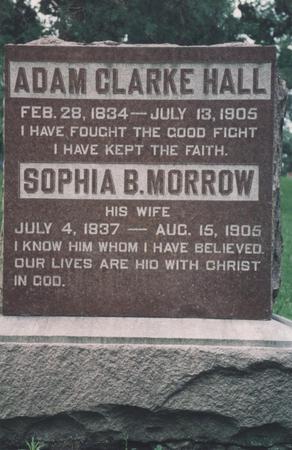 ADAM CLARKE HALL
FEB. 28, 1834 — JULY 13, 1905
I HAVE FOUGHT THE GOOD FIGHT
I HAVE KEPT THE FAITH.
SOPHIA B. MORROW
HIS WIFE
JULY 4, 1837 — AUG. 15, 1905
I KNOW HIM WHOM I HAVE BELIEVED.
OUR LIVES ARE HID WITH CHRIST
IN GOD.